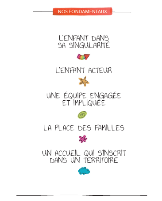 NOS FONDAMENTAUX
L'ENFANT DANS
SA SINGULARITÉ
L'ENFANT ACTEUR
UNE ÉQUIPE ENGAGÉE
ET IMPLIQUÉE
LA PLACE DES FAMILLES
UN ACCUEIL QUI S'INSCRIT
DANS UN TERRITOIRE